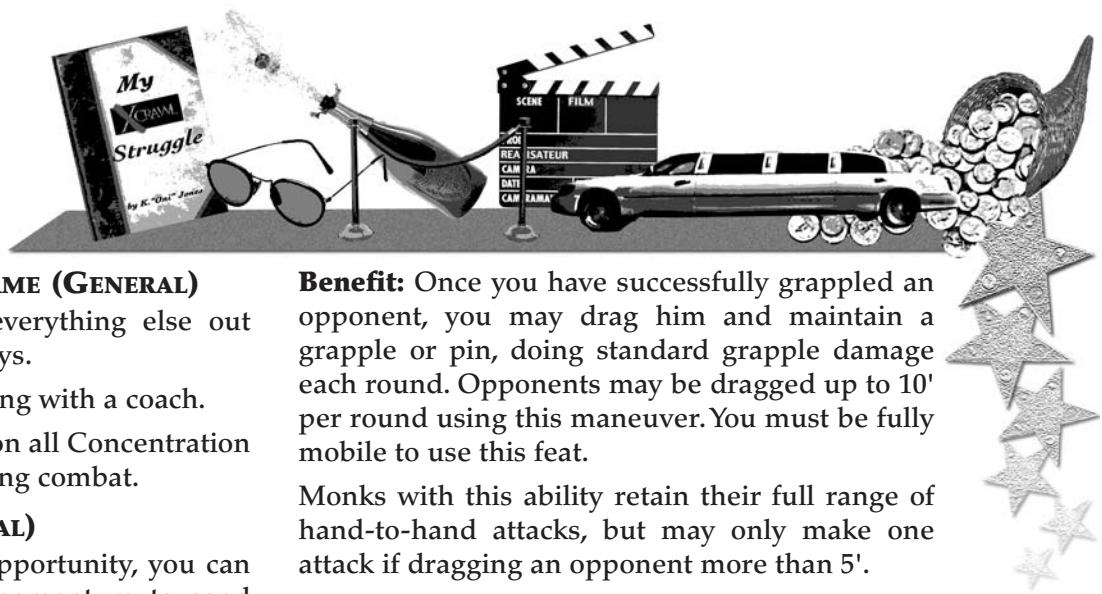 My
XCRAWL
Struggle
by K. "Oni" Jones
SCENE FILM
PROD
REALISATEUR
CAMERA
DATE
CAMERAMAN
AME (GENERAL)
everything else out
ys.
ng with a coach.
on all Concentration
ng combat.
AL)
pportunity, you can
Benefit: Once you have successfully grappled an
opponent, you may drag him and maintain a
grapple or pin, doing standard grapple damage
each round. Opponents may be dragged up to 10'
per round using this maneuver. You must be fully
mobile to use this feat.
Monks with this ability retain their full range of
hand-to-hand attacks, but may only make one
attack if dragging an opponent more than 5'.